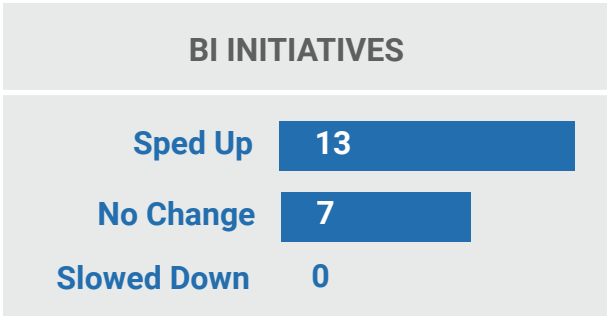 BI INITIATIVES
Sped Up 13
No Change 7
Slowed Down 0